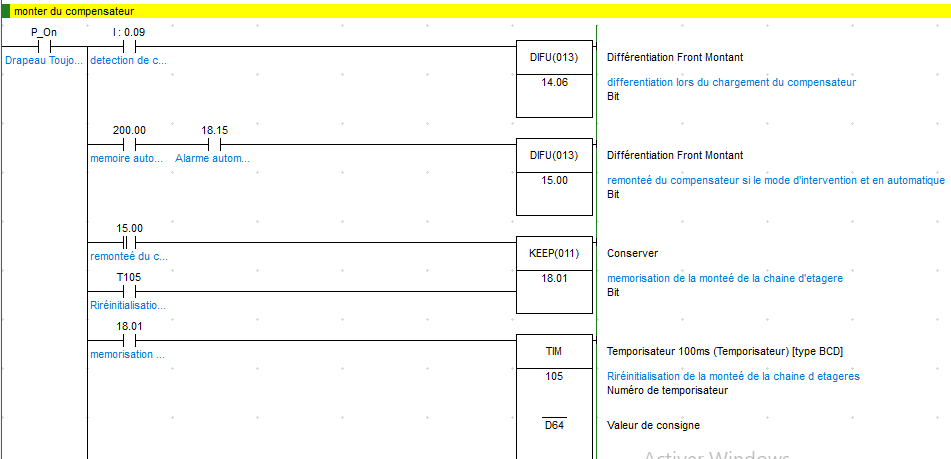 monter du compensateur
P_On I : 0.09
Drapeau Toujo... detection de c...
DIFU(013) Différentiation Front Montant
14.06 differentiation lors du chargement du compensateur
Bit
200.00 18.15
memoire auto... Alarme autom...
DIFU(013) Différentiation Front Montant
15.00 remonteé du compensateur si le mode d'intervention et en automatique
Bit
15.00
remonteé du c...
KEEP(011) Conserver
T105
18.01 memorisation de la monteé de la chaine d'etagere
Bit
Riréinitialisatio...
18.01
memorisation ...
TIM Temporisateur 100ms (Temporisateur) [type BCD]
105 Riréinitialisation de la monteé de la chaine d etageres
Numéro de temporisateur
D64 Valeur de consigne
Activer Windows